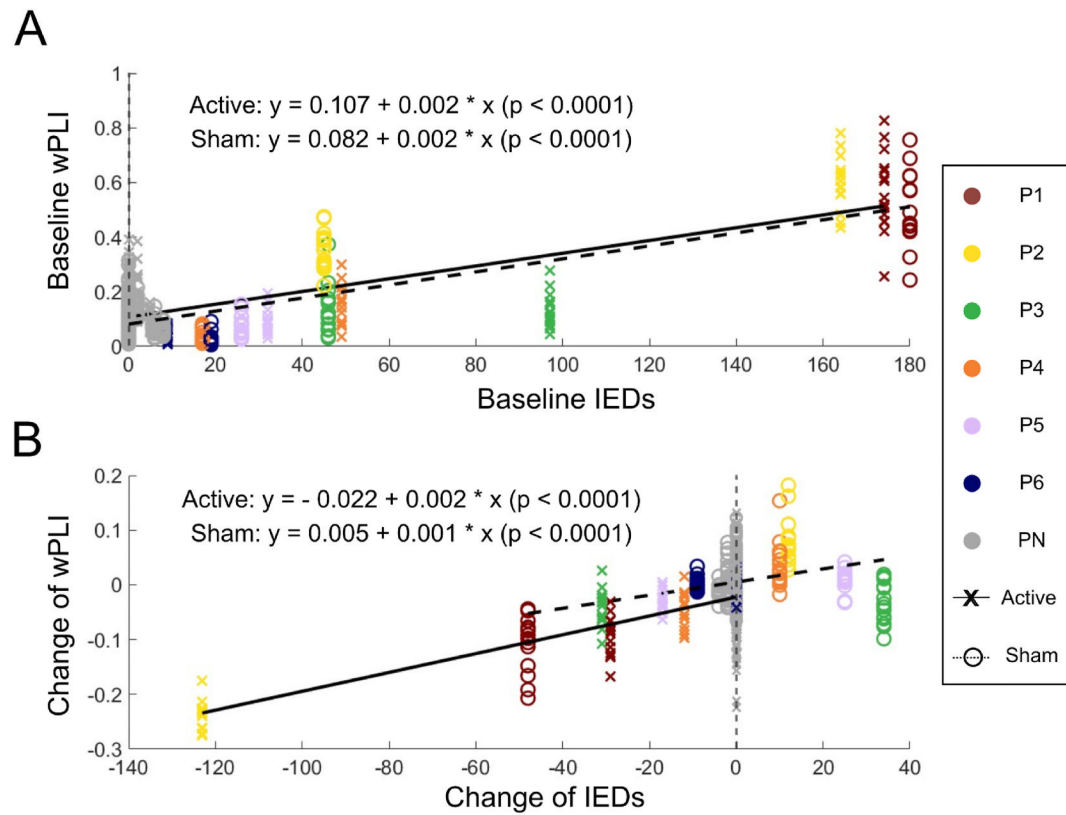 A
Active: y = 0.107 + 0.002 * x (p < 0.0001)
Sham: y = 0.082 + 0.002 * x (p < 0.0001)
Baseline wPLI
1
0.8
0.6
0.4
0.2
0
0 20 40 60 80 100 120 140 160 180
Baseline IEDs
B
Active: y = - 0.022 + 0.002 * x (p < 0.0001)
Sham: y = 0.005 + 0.001 * x (p < 0.0001)
Change of wPLI
0.2
0.1
0
-0.1
-0.2
-0.3
-140 -120 -100 -80 -60 -40 -20 0 20 40
Change of IEDs
P1
P2
P3
P4
P5
P6
PN
Active
Sham